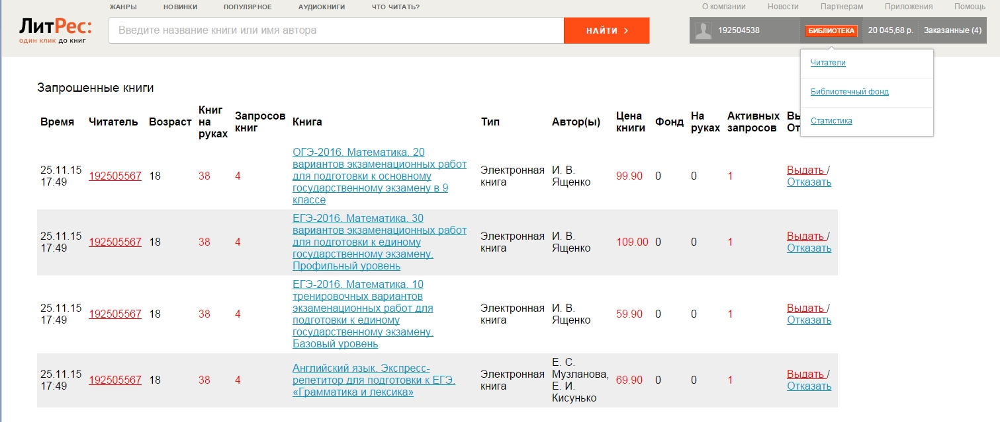 ЖАНРЫ НОВИНКИ ПОПУЛЯРНОЕ АУДИОКНИГИ ЧТО ЧИТАТЬ? О компании Новости Партнерам Приложения Помощь
ЛитРес:
один клик до книг
Введите название книги или имя автора
НАЙТИ >
192504538 БИБЛИОТЕКА 20 045,68 р. Заказанные (4)
Читатели
Библиотечный фонд
Статистика
Запрошенные книги
Время Читатель Возраст Книг на руках Запросов книг Книга Тип Автор(ы) Цена книги Фонд На руках Активных запросов
25.11.15
17:49
192505567 18 38 4
ОГЭ-2016. Математика. 20
вариантов экзаменационных работ
для подготовки к основному
государственному экзамену в 9
классе
Электронная
книга
И. В.
Ященко
99.90 0 0 1
Выдать /
Отказать
25.11.15
17:49
192505567 18 38 4
ЕГЭ-2016. Математика. 30
вариантов экзаменационных работ
для подготовки к единому
государственному экзамену.
Профильный уровень
Электронная
книга
И. В.
Ященко
109.00 0 0 1
Выдать /
Отказать
25.11.15
17:49
192505567 18 38 4
ЕГЭ-2016. Математика. 10
тренировочных вариантов
экзаменационных работ для
подготовки к единому
государственному экзамену.
Базовый уровень
Электронная
книга
И. В.
Ященко
59.90 0 0 1
Выдать /
Отказать
25.11.15
17:49
192505567 18 38 4
Английский язык. Экспресс-
репетитор для подготовки к ЕГЭ.
«Грамматика и лексика»
Электронная
книга
Е. С.
Музланова,
Е. И.
Кисунько
69.90 0 0 1
Выдать /
Отказать